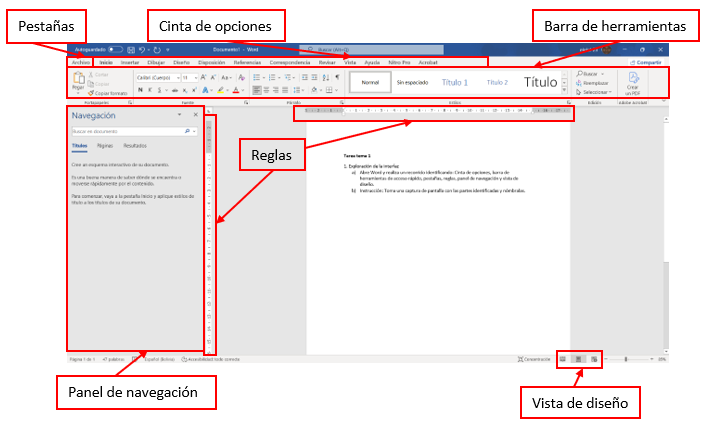 Pestañas
Cinta de opciones
Barra de herramientas
Autoguardado
Documento1 - Word
Buscar (Alt+Q)
Archivo Inicio Insertar Dibujar Diseño Disposición Referencias Correspondencia Revisar Vista Ayuda Nitro Pro Acrobat
Compartir
Pegar
Cortar
Copiar
Copiar formato
Calibri (Cuerpo) 11
Normal
Sin espaciado
Título 1
Título 2
Título
Buscar
Reemplazar
Seleccionar
Crear
un PDF
Portapapeles Fuente Párrafo Estilos Edición Adobe Acrobat
Navegación
Buscar en documento
Títulos Páginas Resultados
Cree un esquema interactivo de su documento.
Es una buena manera de saber dónde se encuentra o
moverse rápidamente por el contenido.
Para comenzar, vaya a la pestaña Inicio y aplique estilos de
título a los títulos de su documento.
Reglas
Tarea tema 1
1. Exploración de la interfaz
a) Abre Word y realiza un recorrido identificando: Cinta de opciones, barra de
herramientas de acceso rápido, pestañas, reglas, panel de navegación y vista de
diseño.
b) Instrucción: Toma una captura de pantalla con las partes identificadas y nómbralas.
Página 1 de 1
palabras
Español (Bolivia)
Accesibilidad: todo correcto
Concentración
Panel de navegación
Vista de diseño